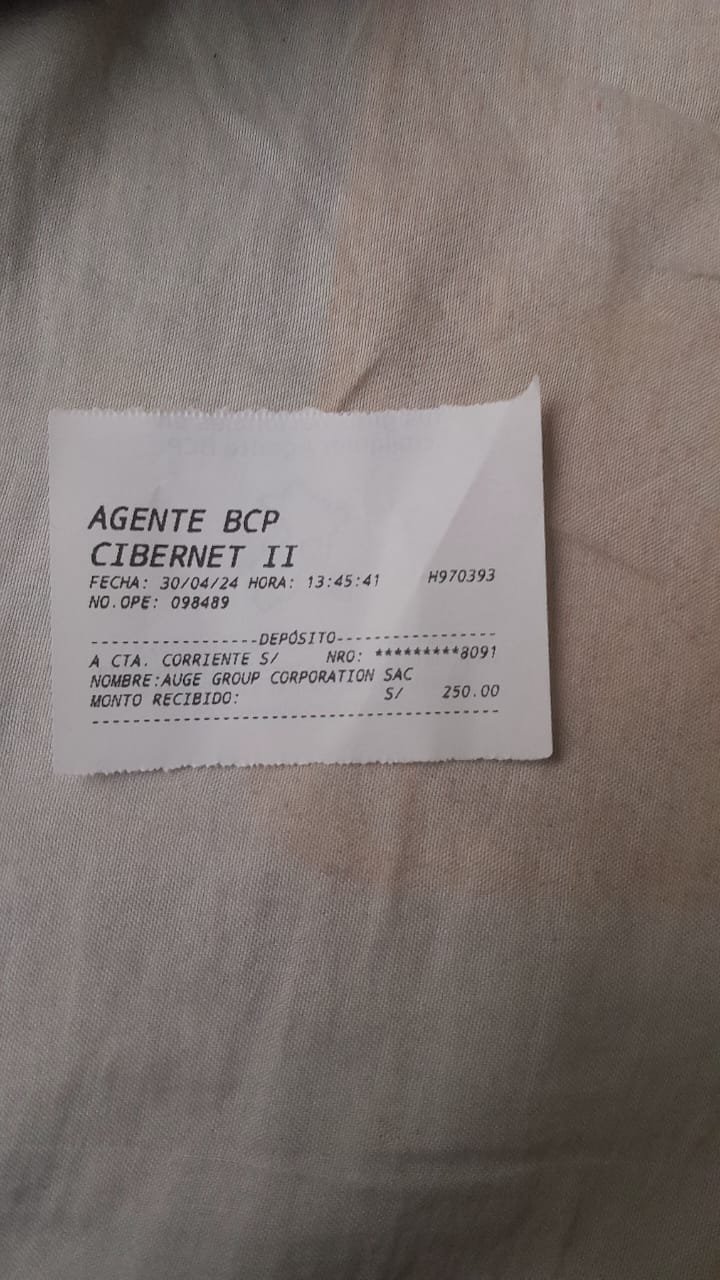 AGENTE BCP
CIBERNET II
FECHA: 30/04/24 HORA: 13:45:41 H970393
NO.OPE: 098489
-----------------DEPÓSITO----------------
A CTA. CORRIENTE S/ NRO: *********8091
NOMBRE:AUGE GROUP CORPORATION SAC
MONTO RECIBIDO: S/ 250.00
-----------------------------------------